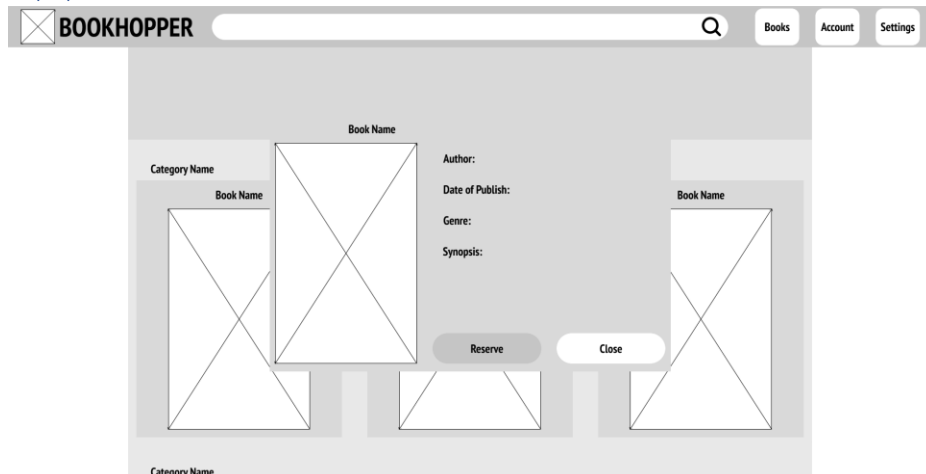 BOOKHOPPER
Books
Account
Settings
Book Name
Category Name
Book Name
Author:
Date of Publish:
Genre:
Synopsis:
Book Name
Reserve
Close
Category Name